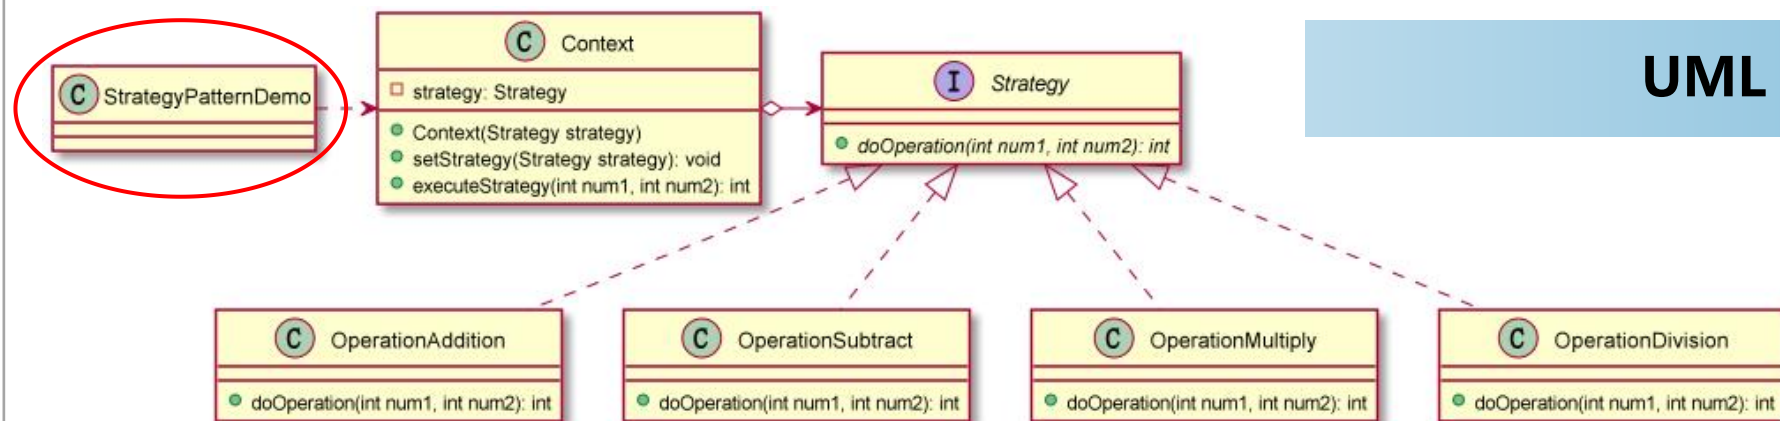 C StrategyPatternDemo
C Context
strategy: Strategy
Context(Strategy strategy)
setStrategy(Strategy strategy): void
executeStrategy(int num1, int num2): int
I Strategy
doOperation(int num1, int num2): int
UML
C OperationAddition
doOperation(int num1, int num2): int
C OperationSubtract
doOperation(int num1, int num2): int
C OperationMultiply
doOperation(int num1, int num2): int
C OperationDivision
doOperation(int num1, int num2): int